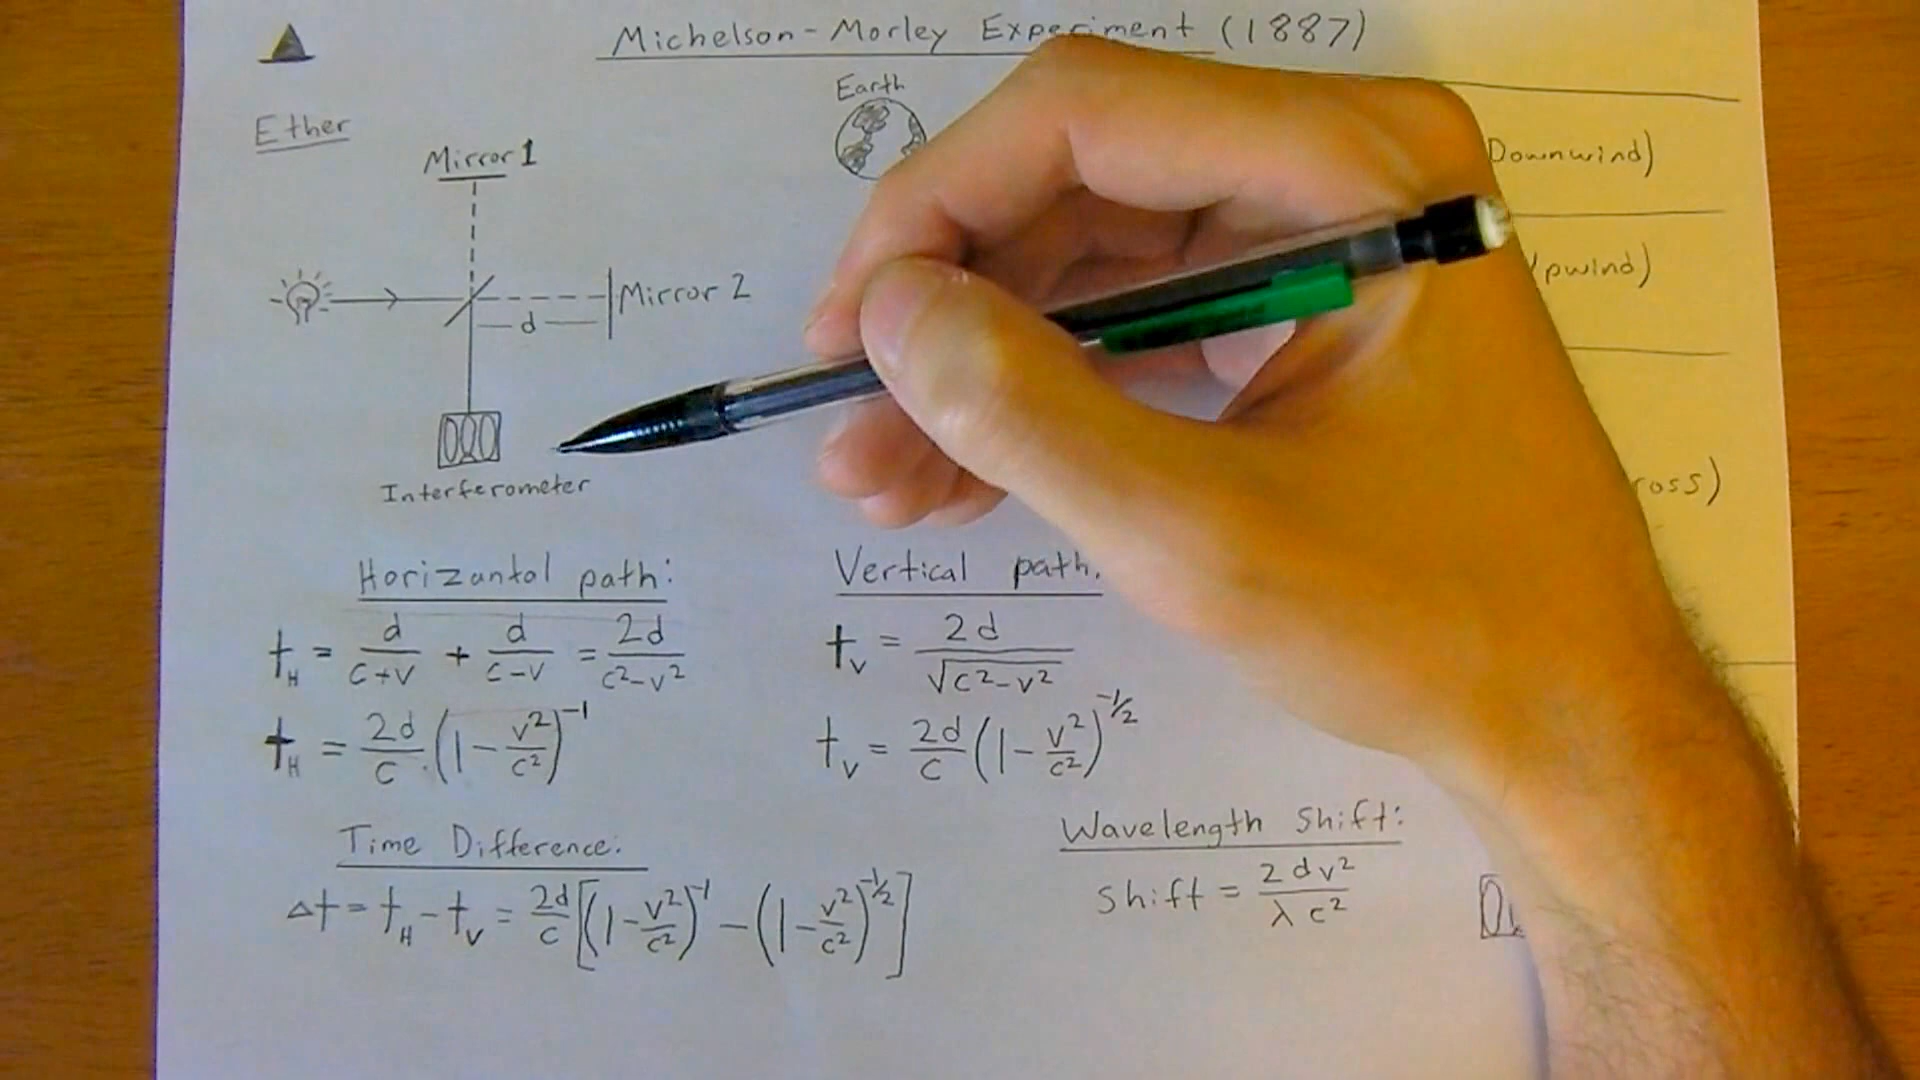 Michelson-Morley Experiment (1887)
Earth
Ether
Mirror 1
Downwind)
Mirror 2
d
pwind)
Interferometer
ross)
Horizantal path:
Vertical path:
t_H = d/(c+v) + d/(c-v) = 2d/(c²-v²)
t_V = 2d/√(c²-v²)
t_H = 2d/c · (1 - v²/c²)^-1
t_V = 2d/c (1 - v²/c²)^-1/2
Time Difference:
Wavelength Shift:
Δt = t_H - t_V = 2d/c [(1 - v²/c²)^-1 - (1 - v²/c²)^-1/2]
Shift = 2dv²/λc²